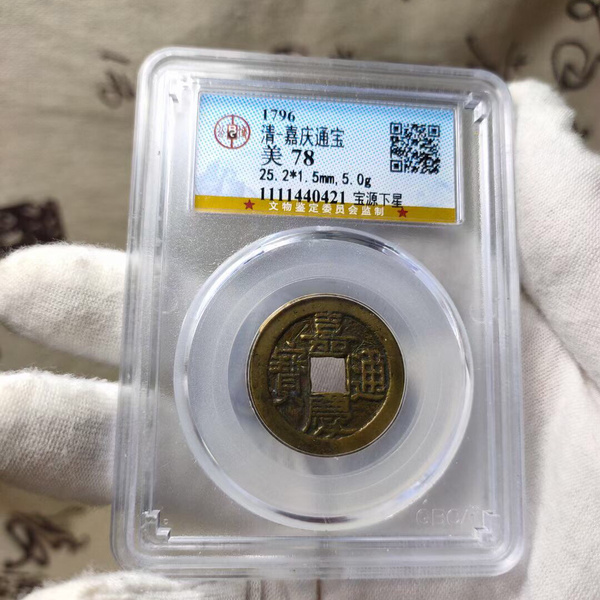 1796
清·嘉庆通宝
美 78
25.2*1.5mm,5.0g
1111440421 宝源下星
★文物鉴定委员会监制★
嘉慶通寶